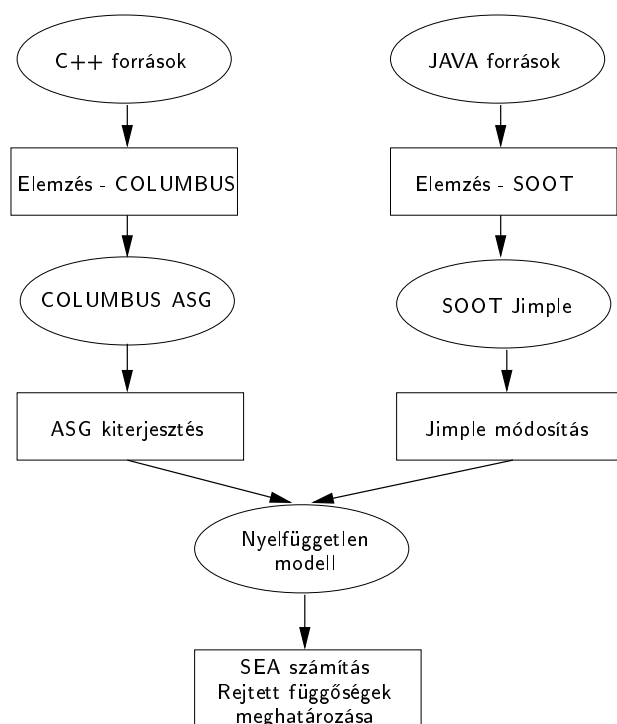 C++ források
JAVA források
Elemzés - COLUMBUS
Elemzés - SOOT
COLUMBUS ASG
SOOT Jimple
ASG kiterjesztés
Jimple módosítás
Nyelfüggetlen
modell
SEA számítás
Rejtett függőségek
meghatározása